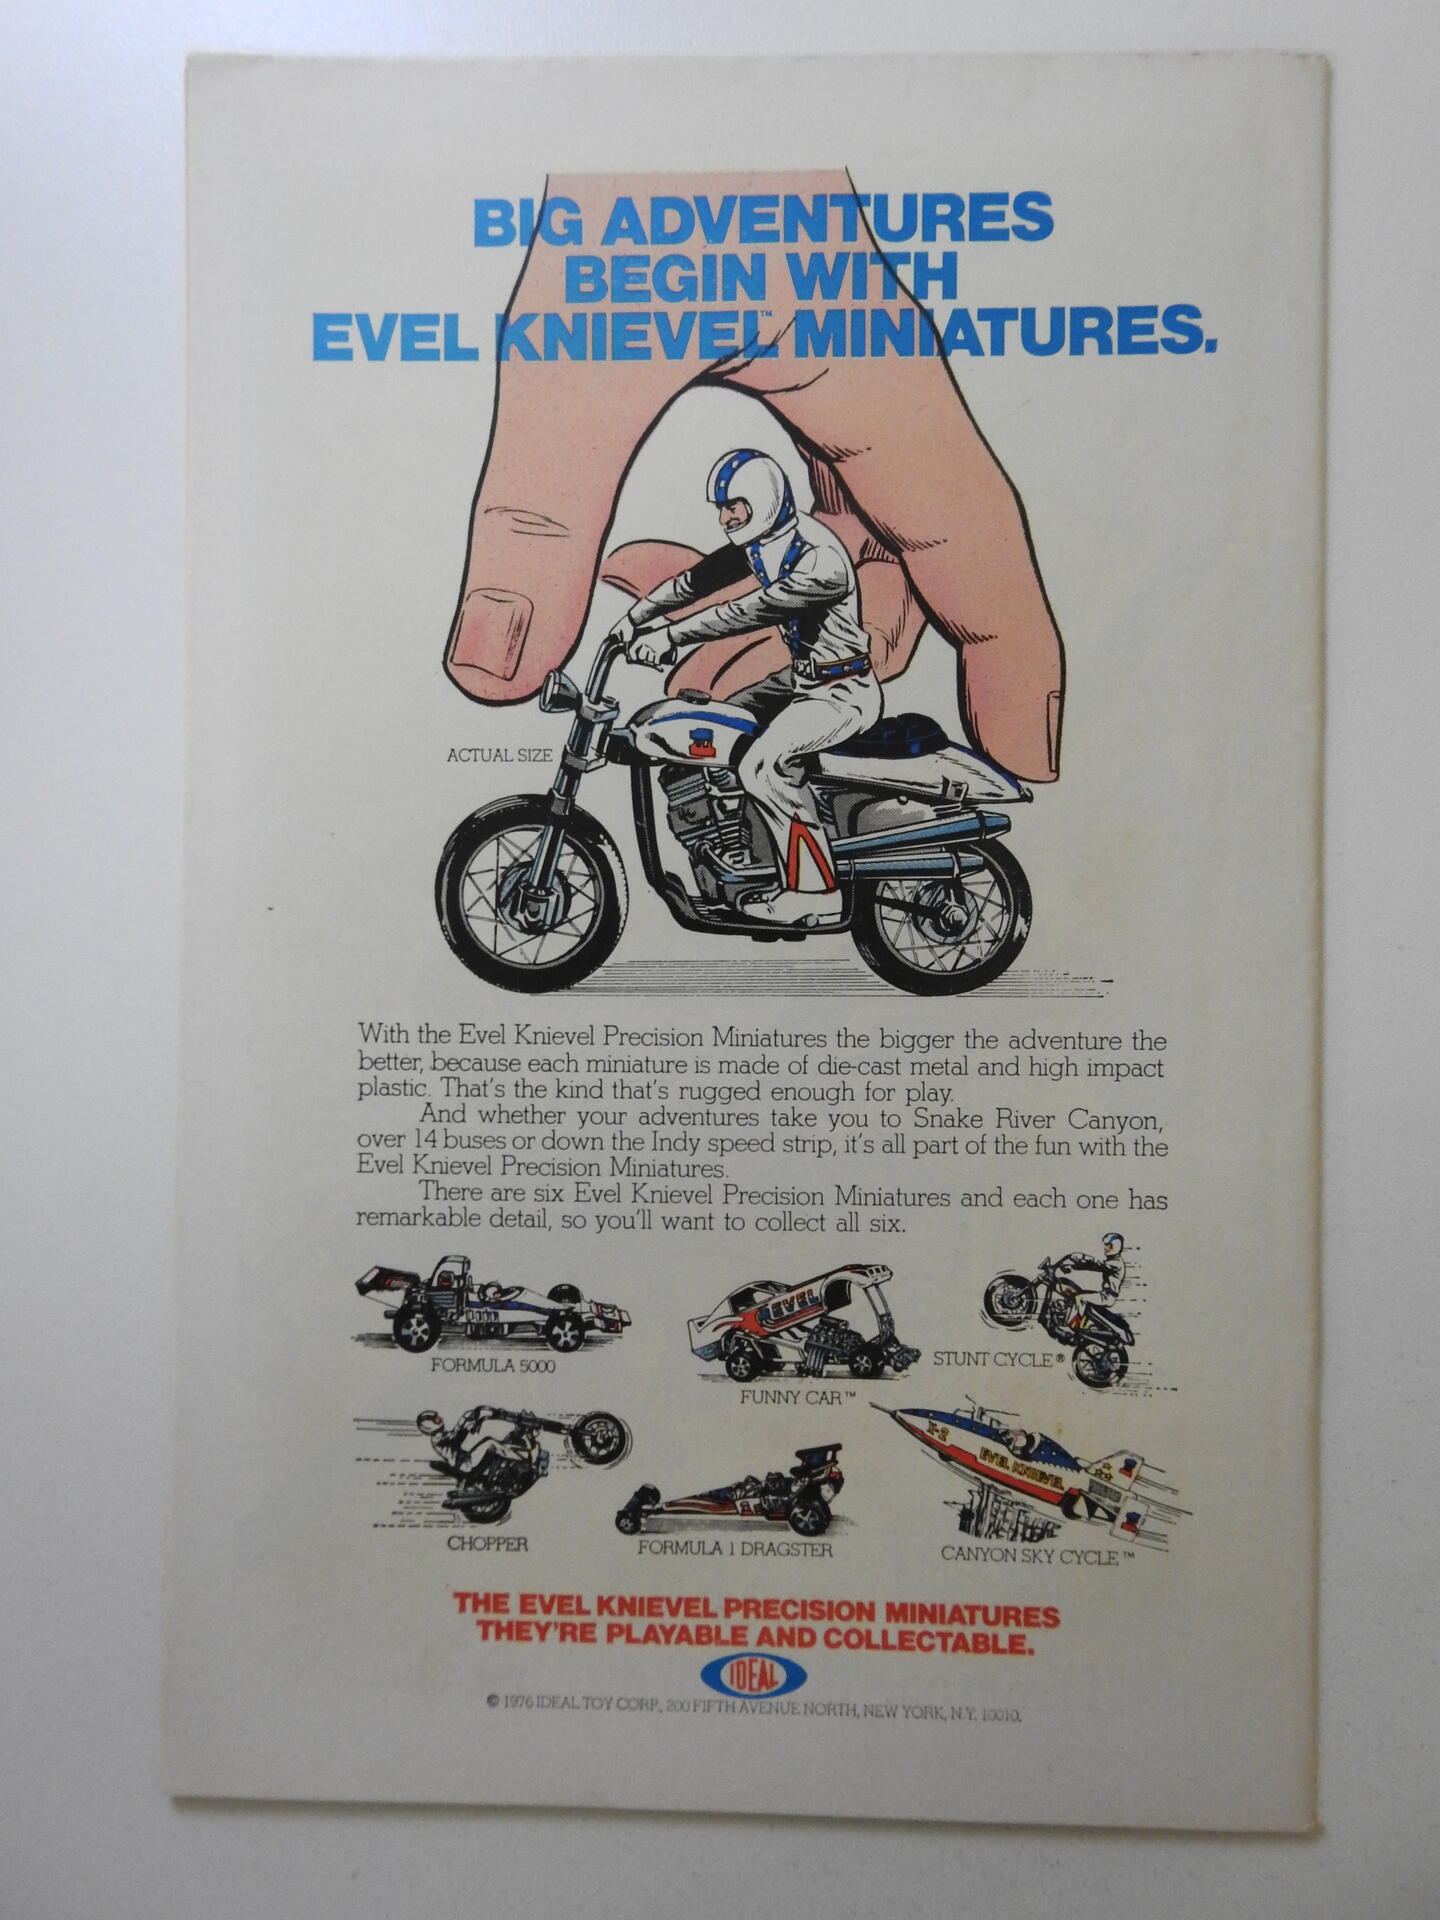 BIG ADVENTURES
BEGIN WITH
EVEL KNIEVEL™ MINIATURES.
ACTUAL SIZE
With the Evel Knievel Precision Miniatures the bigger the adventure the
better, because each miniature is made of die-cast metal and high impact
plastic. That's the kind that's rugged enough for play.
And whether your adventures take you to Snake River Canyon,
over 14 buses or down the Indy speed strip, it's all part of the fun with the
Evel Knievel Precision Miniatures.
There are six Evel Knievel Precision Miniatures and each one has
remarkable detail, so you'll want to collect all six.
FORMULA 5000
EVEL
FUNNY CAR™
STUNT CYCLE®
CHOPPER
FORMULA 1 DRAGSTER
X-2
EVEL KNIEVEL
CANYON SKY CYCLE™
THE EVEL KNIEVEL PRECISION MINIATURES
THEY'RE PLAYABLE AND COLLECTABLE.
IDEAL
© 1976 IDEAL TOY CORP., 200 FIFTH AVENUE NORTH, NEW YORK, N.Y. 10010.